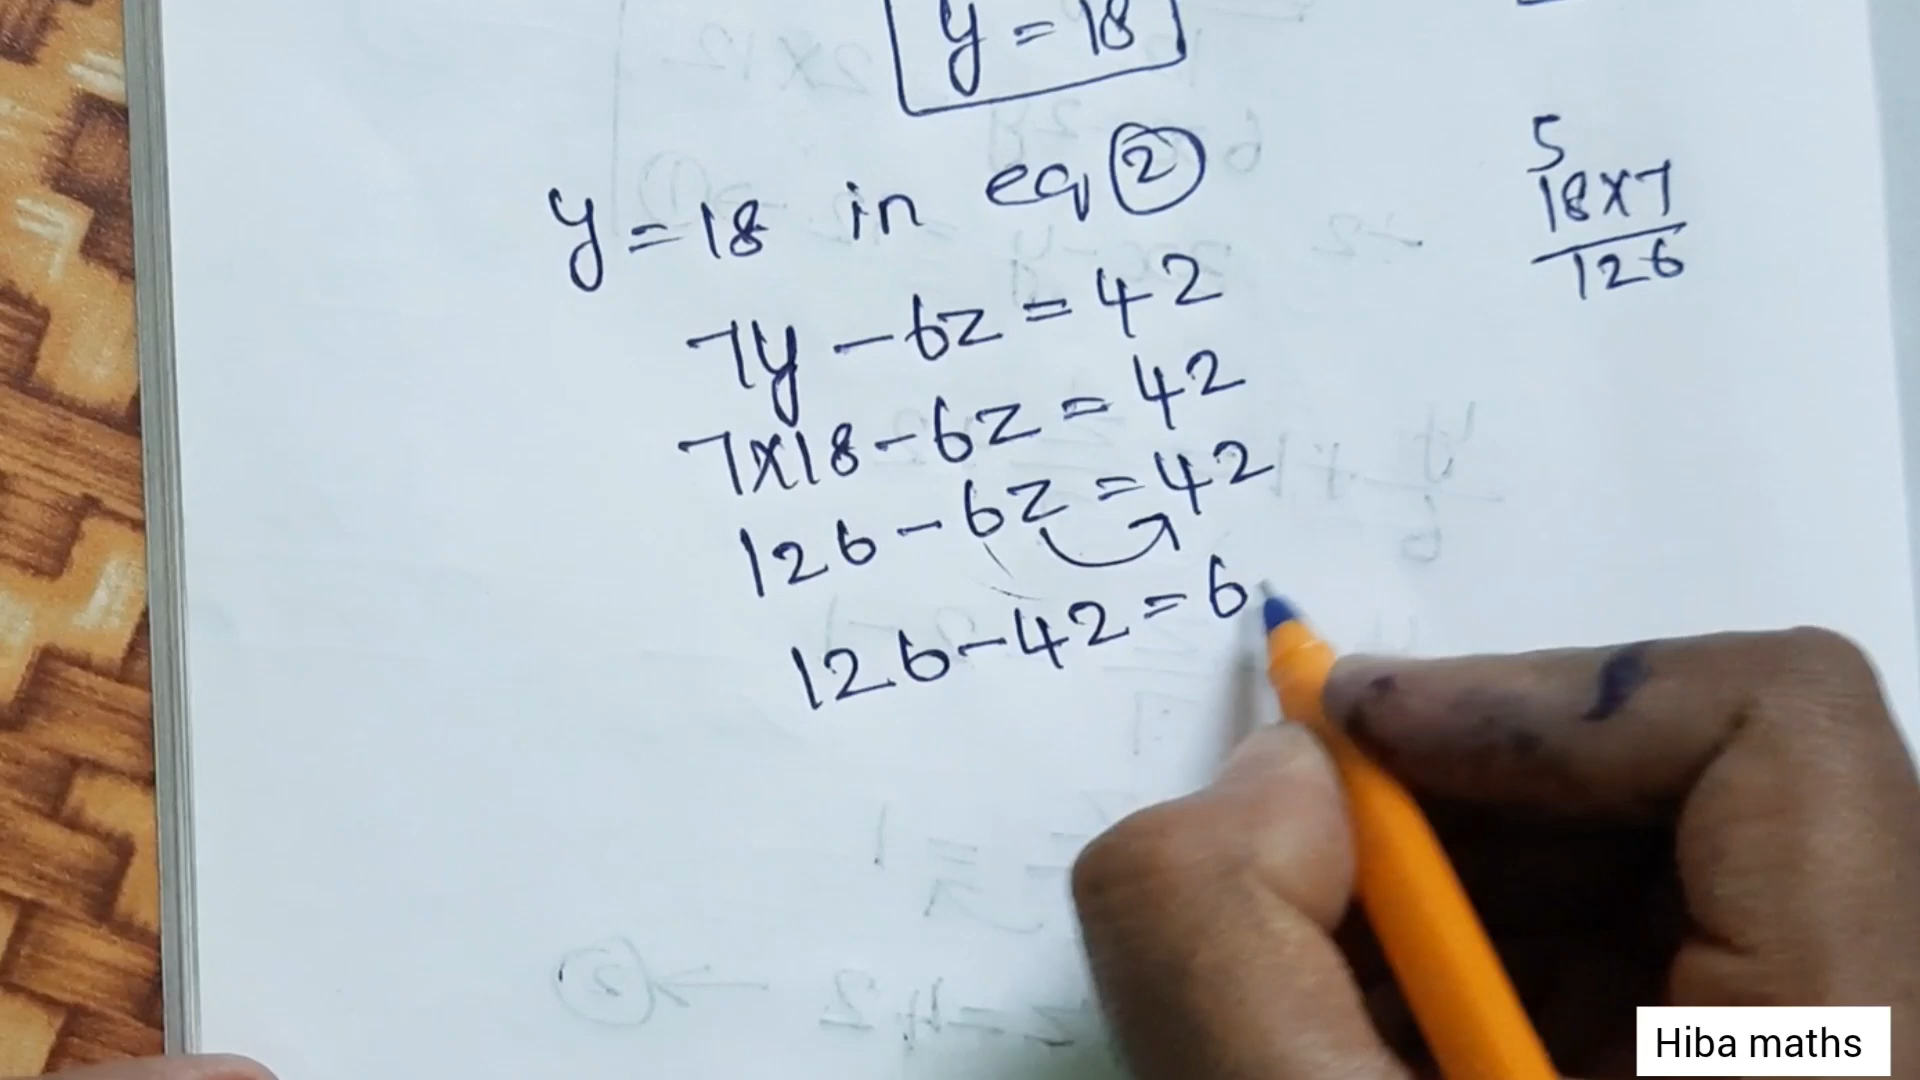 y = 18
y = 18 in eq ②
7y - 6z = 42
7x18 - 6z = 42
126 - 6z = 42
126 - 42 = 6
5
18x7
126
Hiba maths